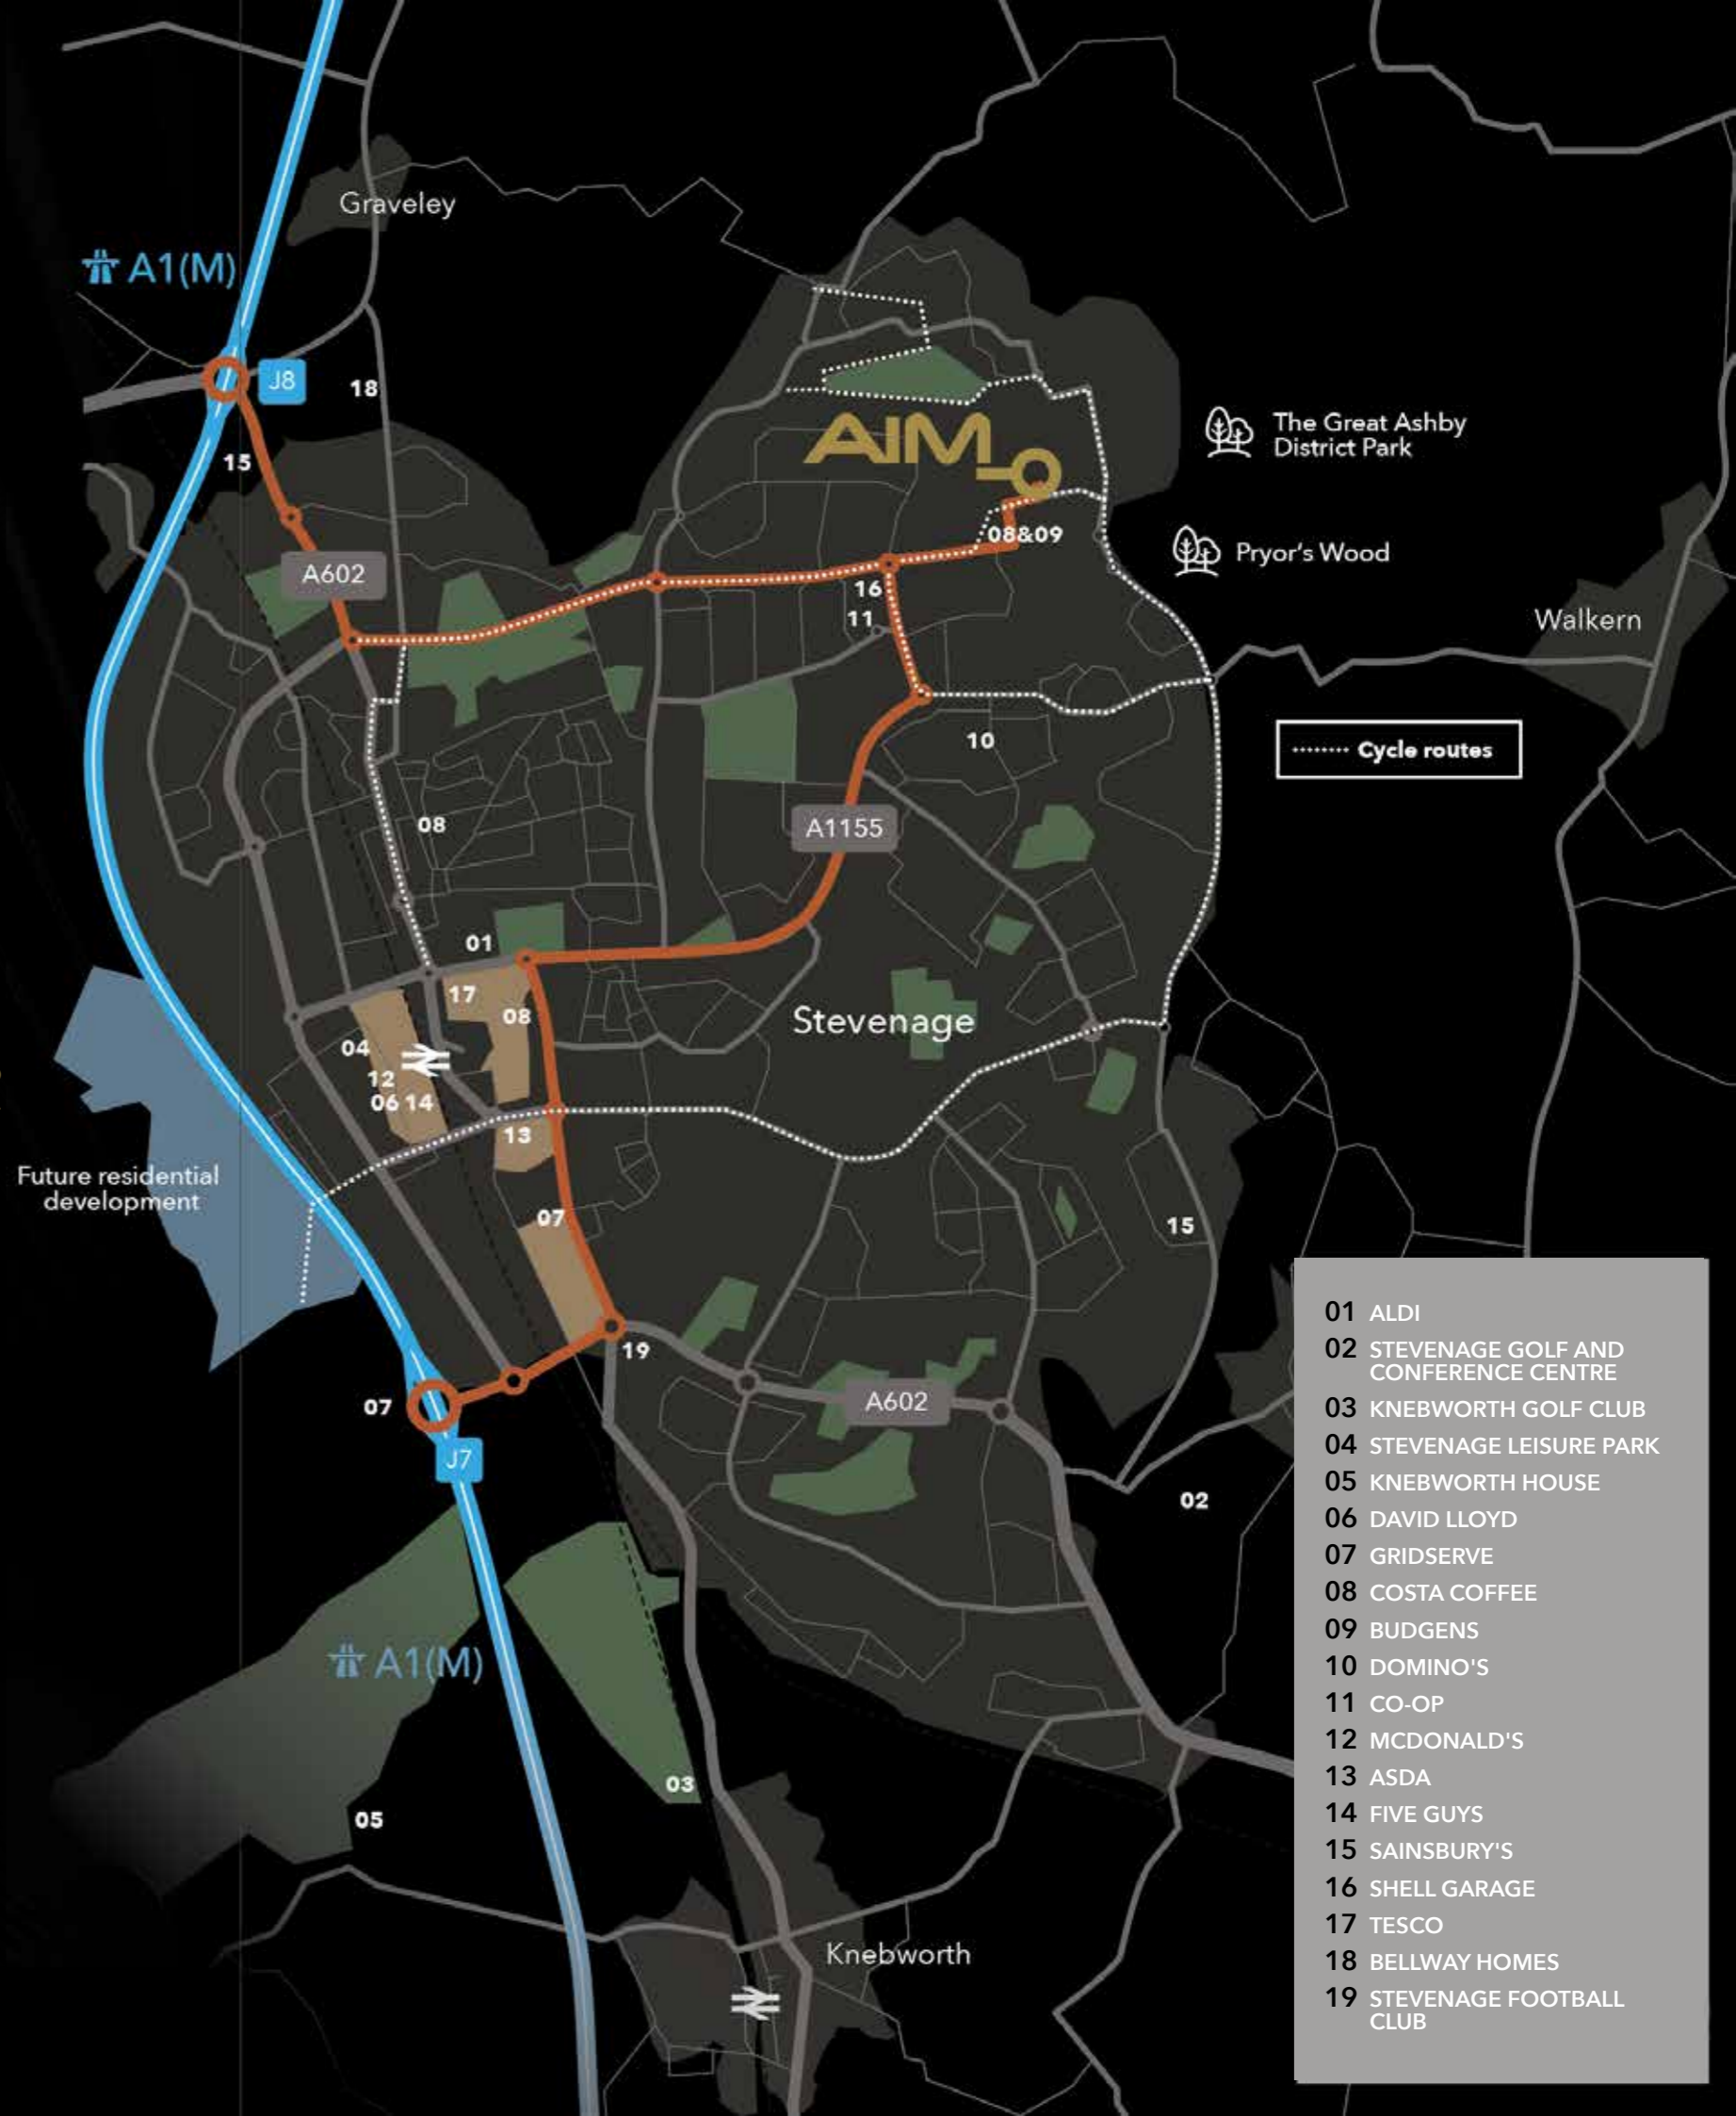 Graveley
A1(M)
J8
18
15
AIM
The Great Ashby
District Park
08&09
Pryor's Wood
A602
16
11
Walkern
10
Cycle routes
08
A1155
01
17
08
Stevenage
04
12
06 14
13
Future residential
development
07
15
19
07
A602
J7
02
A1(M)
03
05
Knebworth
01 ALDI
02 STEVENAGE GOLF AND
CONFERENCE CENTRE
03 KNEBWORTH GOLF CLUB
04 STEVENAGE LEISURE PARK
05 KNEBWORTH HOUSE
06 DAVID LLOYD
07 GRIDSERVE
08 COSTA COFFEE
09 BUDGENS
10 DOMINO'S
11 CO-OP
12 MCDONALD'S
13 ASDA
14 FIVE GUYS
15 SAINSBURY'S
16 SHELL GARAGE
17 TESCO
18 BELLWAY HOMES
19 STEVENAGE FOOTBALL
CLUB